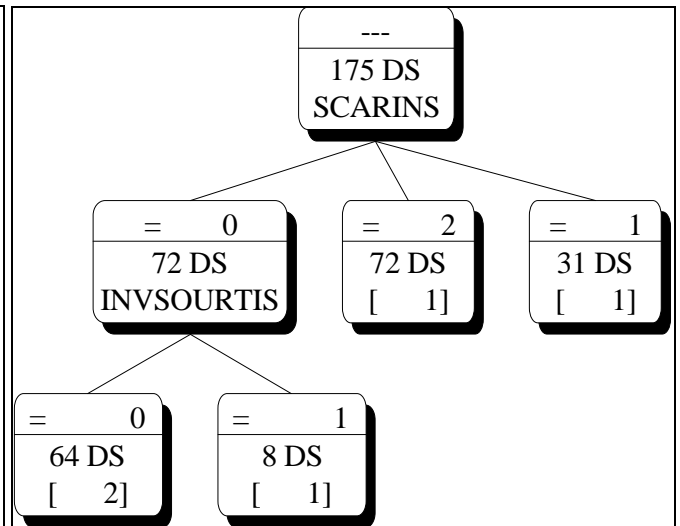 ---
175 DS
SCARINS
= 0
72 DS
INVSOURTIS
= 2
72 DS
[ 1]
= 1
31 DS
[ 1]
= 0
64 DS
[ 2]
= 1
8 DS
[ 1]